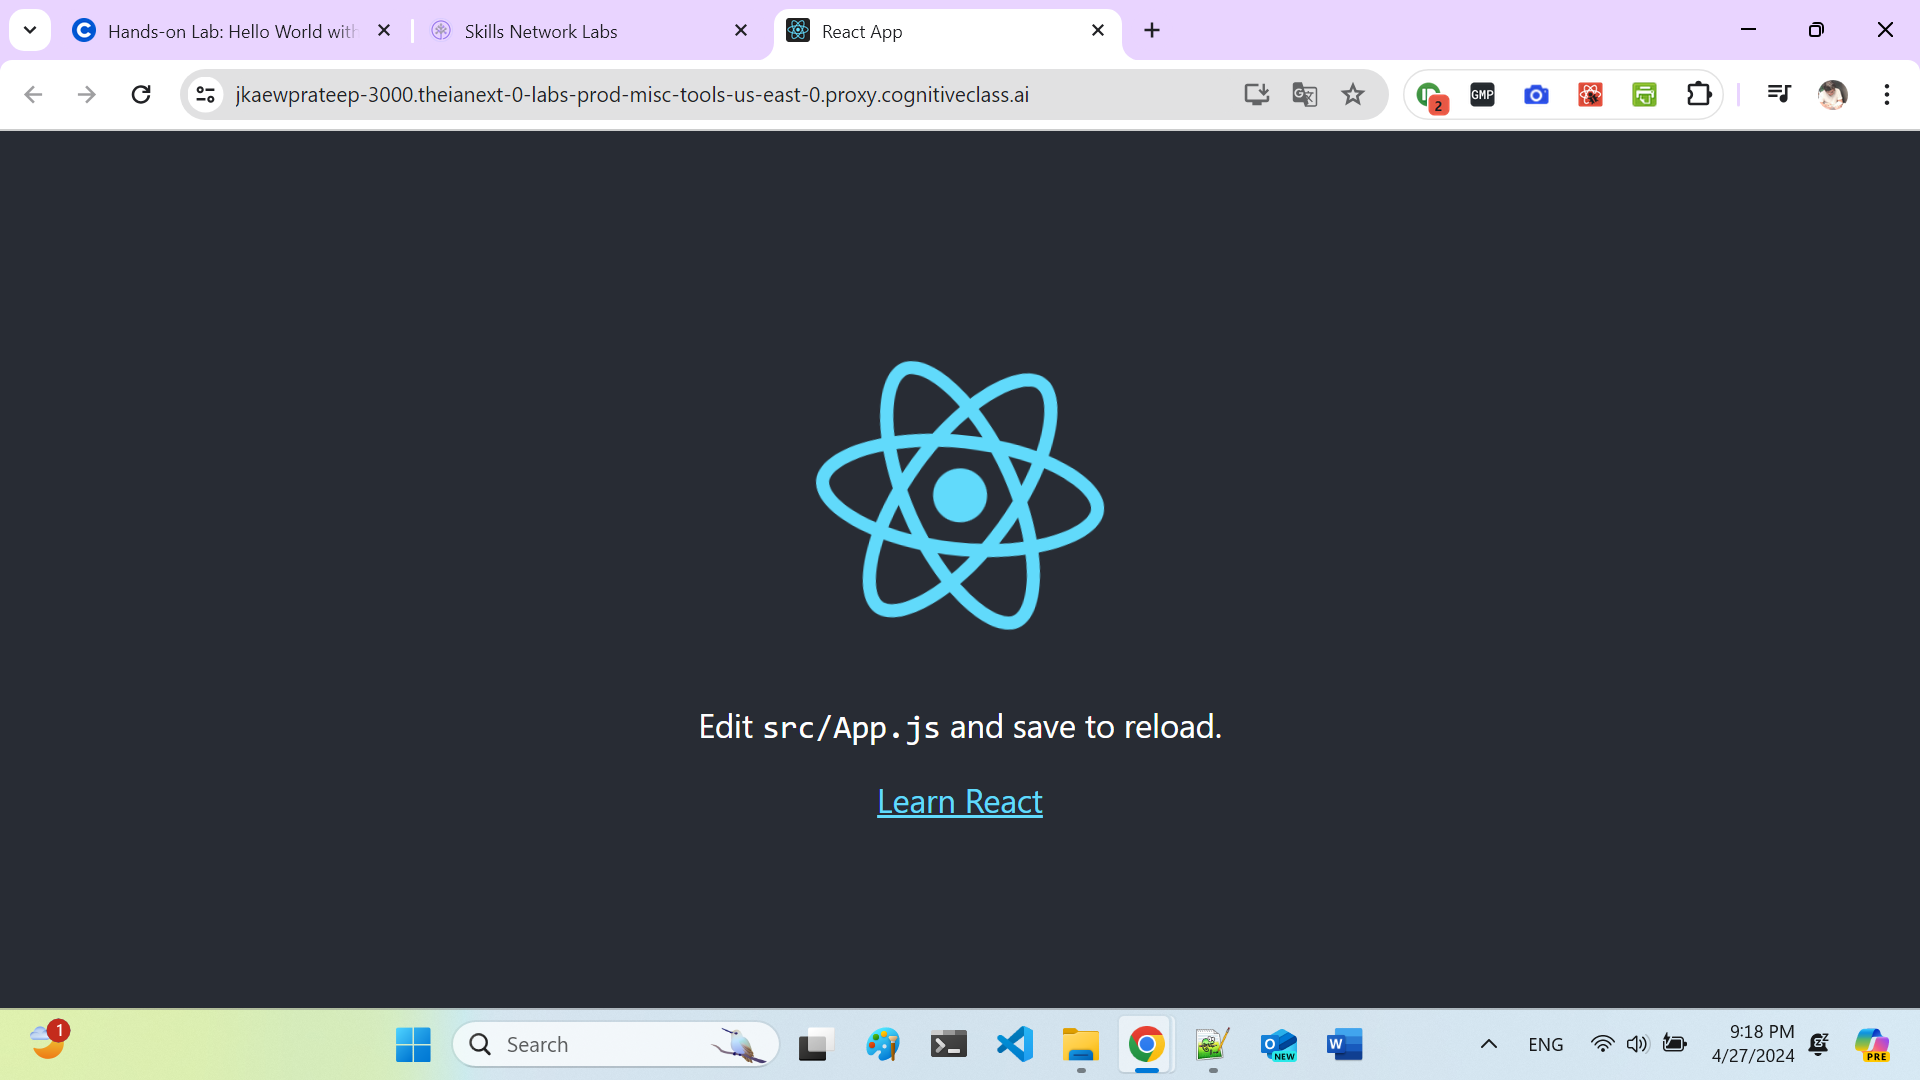 Hands-on Lab: Hello World with
Skills Network Labs
React App
jkaewprateep-3000.theianext-0-labs-prod-misc-tools-us-east-0.proxy.cognitiveclass.ai
2
GMP
Edit src/App.js and save to reload.
Learn React
1
Search
NEW
W
ENG
9:18 PM
4/27/2024
PRE